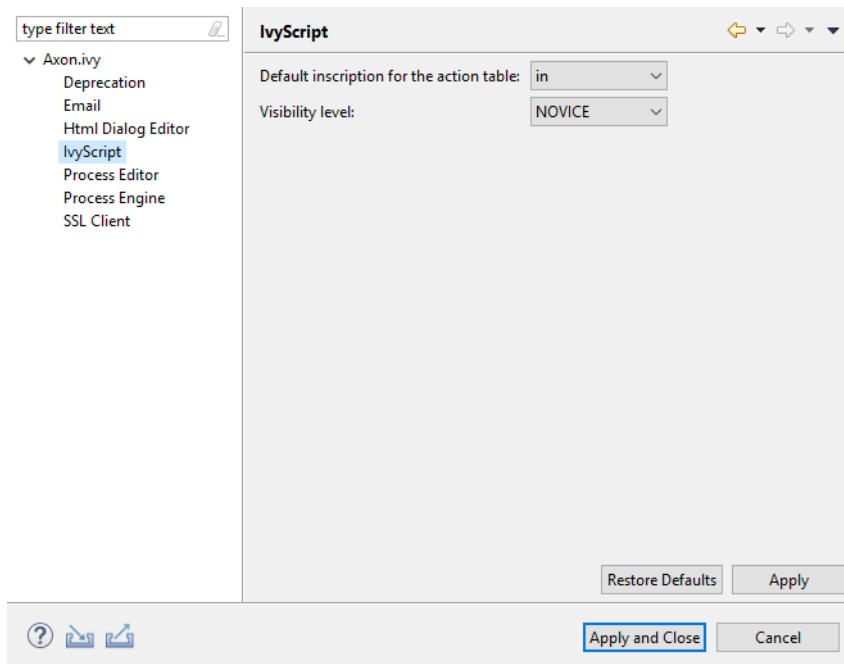 type filter text
Axon.ivy
Deprecation
Email
Html Dialog Editor
IvyScript
Process Editor
Process Engine
SSL Client
IvyScript
Default inscription for the action table: in
Visibility level: NOVICE
Restore Defaults Apply
? Apply and Close Cancel